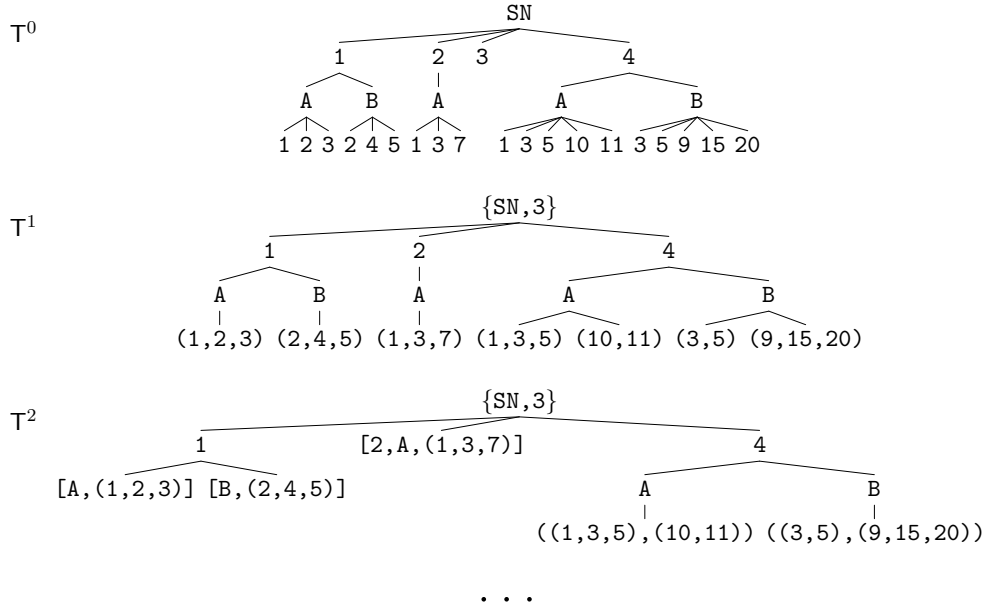 SN
T⁰
1 2 3 4
A B A A B
1 2 3 2 4 5 1 3 7 1 3 5 10 11 3 5 9 15 20
{SN,3}
T¹
1 2 4
A B A A B
(1,2,3) (2,4,5) (1,3,7) (1,3,5) (10,11) (3,5) (9,15,20)
{SN,3}
T²
1 [2,A,(1,3,7)] 4
[A,(1,2,3)] [B,(2,4,5)] A B
((1,3,5),(10,11)) ((3,5),(9,15,20))
. . .